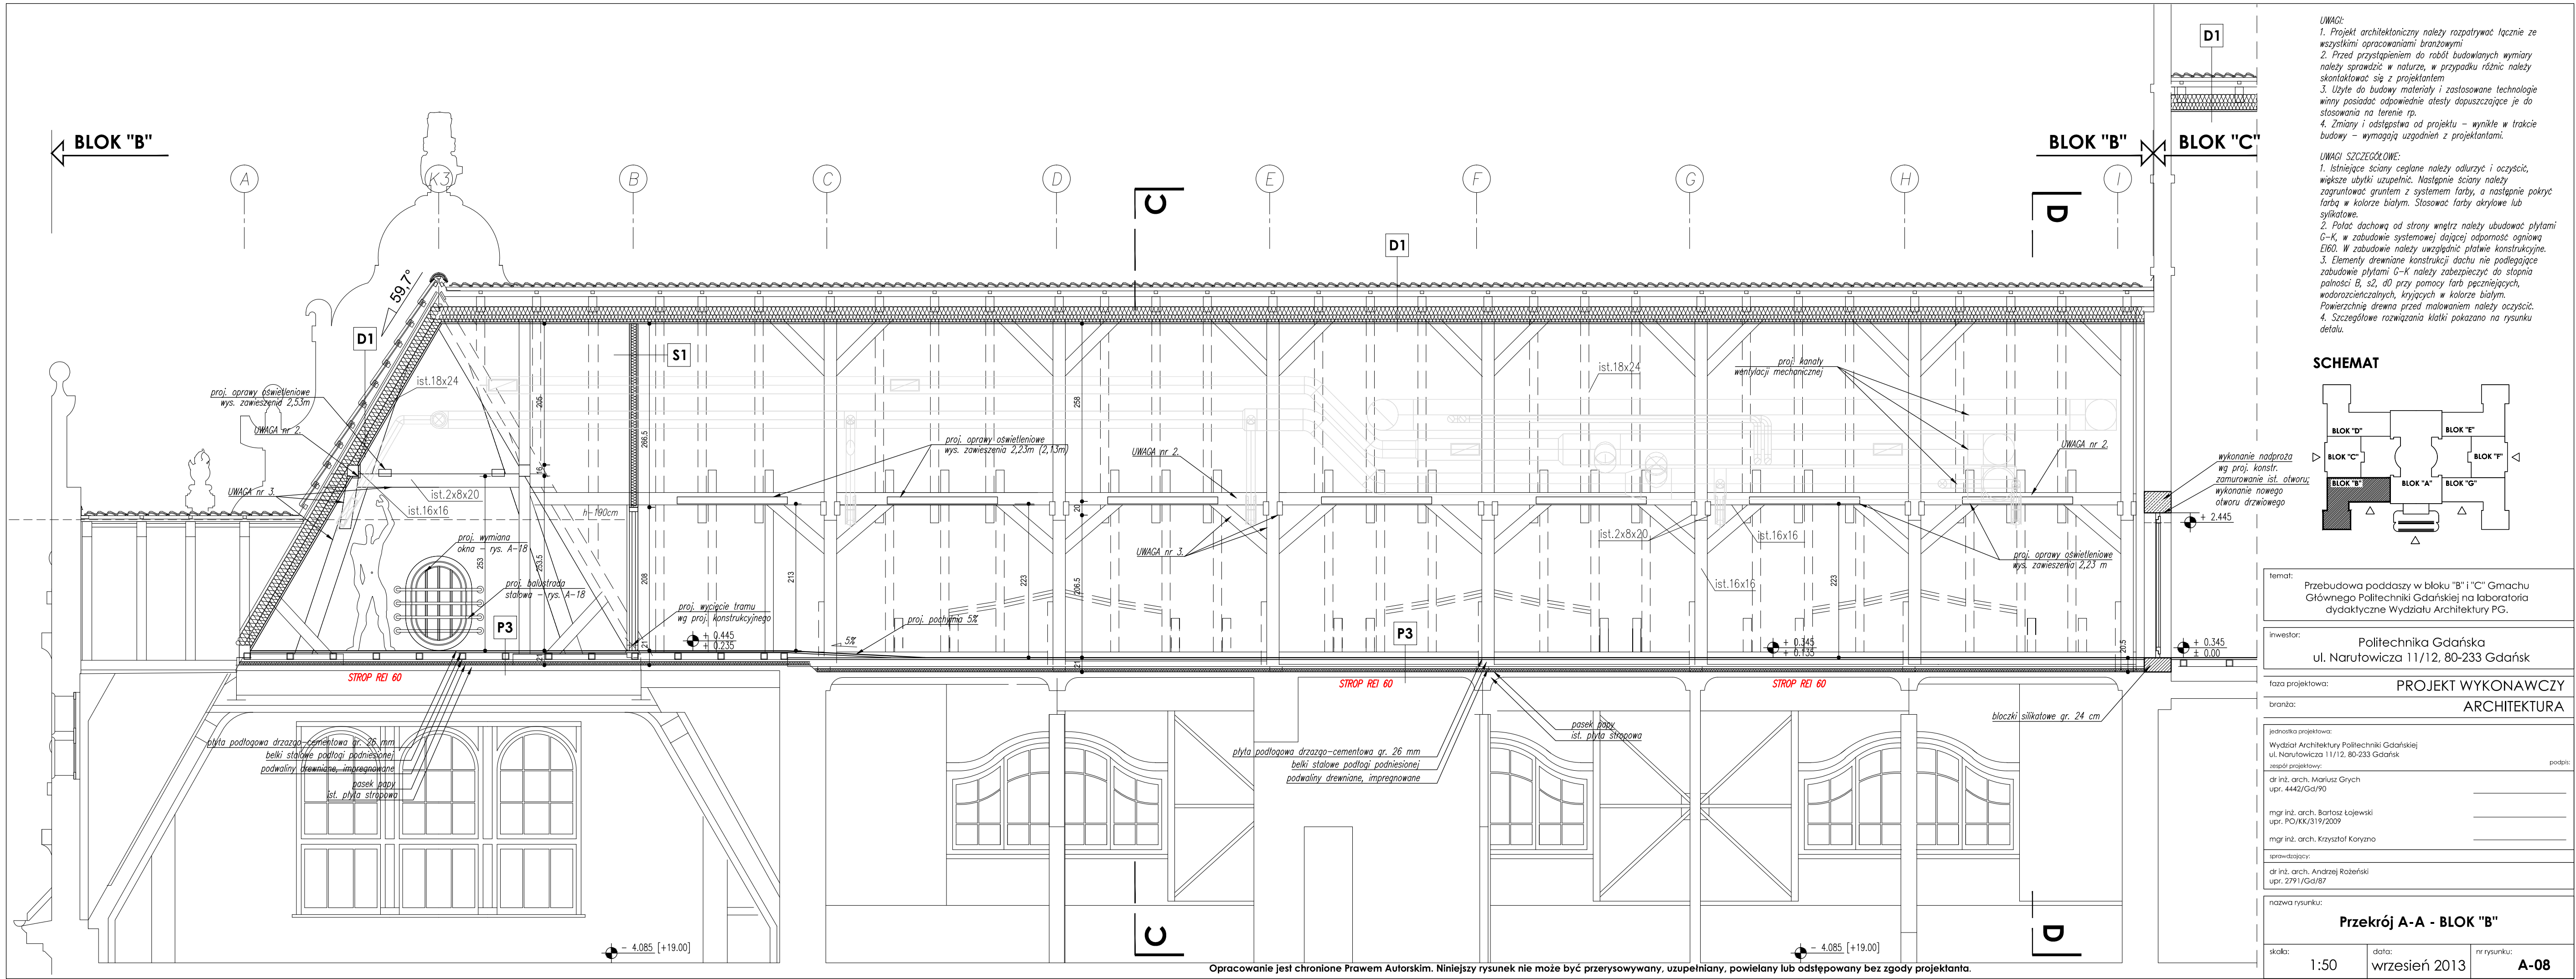 BLOK "B"
A
K3
B
C
D
E
F
G
H
I
C
D
BLOK "B"
BLOK "C"
D1
D1
D1
59,7°
S1
ist.18x24
proj. oprawy oświetleniowe
wys. zawieszenia 2,53m
UWAGA nr 2.
UWAGA nr 3.
ist.2x8x20
ist.16x16
205
16
266,5
258
h-190cm
proj. wymiana
okna - rys. A-18
proj. balustrada
stalowa - rys. A-18
253
253,5
208
213
20
223
206,5
223
20,5
21
21
21
P3
proj. wycięcie tramu
wg proj. konstrukcyjnego
+ 0.445
+ 0.235
proj. pochylnia 5%
5%
proj. oprawy oświetleniowe
wys. zawieszenia 2,23m (2,13m)
UWAGA nr 2.
UWAGA nr 3.
ist.18x24
proj. kanały
wentylacji mechanicznej
UWAGA nr 2.
ist.2x8x20
ist.16x16
ist.16x16
proj. oprawy oświetleniowe
wys. zawieszenia 2,23 m
P3
+ 0.345
+ 0.135
wykonanie nadproża
wg proj. konstr.
zamurowanie ist. otworu;
wykonanie nowego
otworu drzwiowego
+ 2.445
+ 0.345
± 0.00
STROP REI 60
STROP REI 60
STROP REI 60
płyta podłogowa drzazgo-cementowa gr. 26 mm
belki stalowe podłogi podniesionej
podwaliny drewniane, impregnowane
pasek papy
ist. płyta stropowa
płyta podłogowa drzazgo-cementowa gr. 26 mm
belki stalowe podłogi podniesionej
podwaliny drewniane, impregnowane
pasek papy
ist. płyta stropowa
bloczki silikatowe gr. 24 cm
- 4.085 [+19.00]
- 4.085 [+19.00]
C
D
Opracowanie jest chronione Prawem Autorskim. Niniejszy rysunek nie może być przerysowywany, uzupełniany, powielany lub odstępowany bez zgody projektanta.
UWAGI:
1. Projekt architektoniczny należy rozpatrywać łącznie ze
wszystkimi opracowaniami branżowymi
2. Przed przystąpieniem do robót budowlanych wymiary
należy sprawdzić w naturze, w przypadku różnic należy
skontaktować się z projektantem
3. Użyte do budowy materiały i zastosowane technologie
winny posiadać odpowiednie atesty dopuszczające je do
stosowania na terenie rp.
4. Zmiany i odstępstwa od projektu - wynikłe w trakcie
budowy - wymagają uzgodnień z projektantami.
UWAGI SZCZEGÓŁOWE:
1. Istniejące ściany ceglane należy odkurzyć i oczyścić,
większe ubytki uzupełnić. Następnie ściany należy
zagruntować gruntem z systemem farby, a następnie pokryć
farbą w kolorze białym. Stosować farby akrylowe lub
sylikatowe.
2. Połać dachową od strony wnętrz należy ubudować płytami
G-K, w zabudowie systemowej dającej odporność ogniową
EI60. W zabudowie należy uwzględnić płatwie konstrukcyjne.
3. Elementy drewniane konstrukcji dachu nie podlegające
zabudowie płytami G-K należy zabezpieczyć do stopnia
palności B, s2, d0 przy pomocy farb pęczniejących,
wodorozcieńczalnych, kryjących w kolorze białym.
Powierzchnię drewna przed malowaniem należy oczyścić.
4. Szczegółowe rozwiązania klatki pokazano na rysunku
detalu.
SCHEMAT
BLOK "D"
BLOK "E"
BLOK "C"
BLOK "F"
BLOK "B"
BLOK "A"
BLOK "G"
temat:
Przebudowa poddaszy w bloku "B" i "C" Gmachu
Głównego Politechniki Gdańskiej na laboratoria
dydaktyczne Wydziału Architektury PG.
inwestor:
Politechnika Gdańska
ul. Narutowicza 11/12, 80-233 Gdańsk
faza projektowa:
PROJEKT WYKONAWCZY
branża:
ARCHITEKTURA
jednostka projektowa:
Wydział Architektury Politechniki Gdańskiej
ul. Narutowicza 11/12, 80-233 Gdańsk
zespół projektowy:
podpis:
dr inż. arch. Mariusz Grych
upr. 4442/Gd/90
mgr inż. arch. Bartosz Łojewski
upr. PO/KK/319/2009
mgr inż. arch. Krzysztof Koryzno
sprawdzający:
dr inż. arch. Andrzej Rożeński
upr. 2791/Gd/87
nazwa rysunku:
Przekrój A-A - BLOK "B"
skala:
1:50
data:
wrzesień 2013
nr rysunku:
A-08